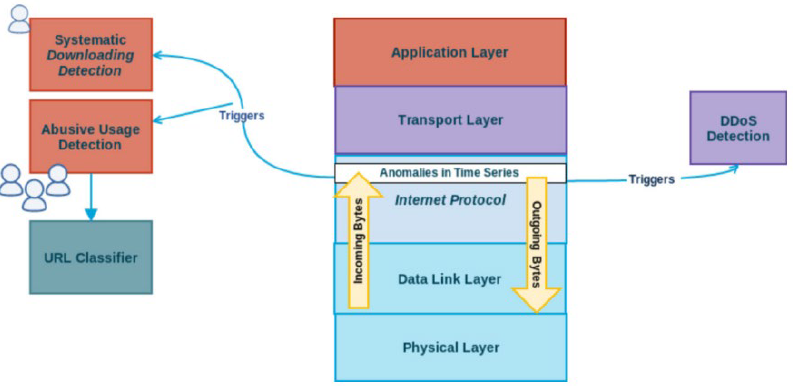 Systematic
Downloading
Detection
Abusive Usage
Detection
URL Classifier
Triggers
Application Layer
Transport Layer
Anomalies in Time Series
Internet Protocol
Incoming Bytes
Outgoing Bytes
Data Link Layer
Physical Layer
Triggers
DDoS
Detection